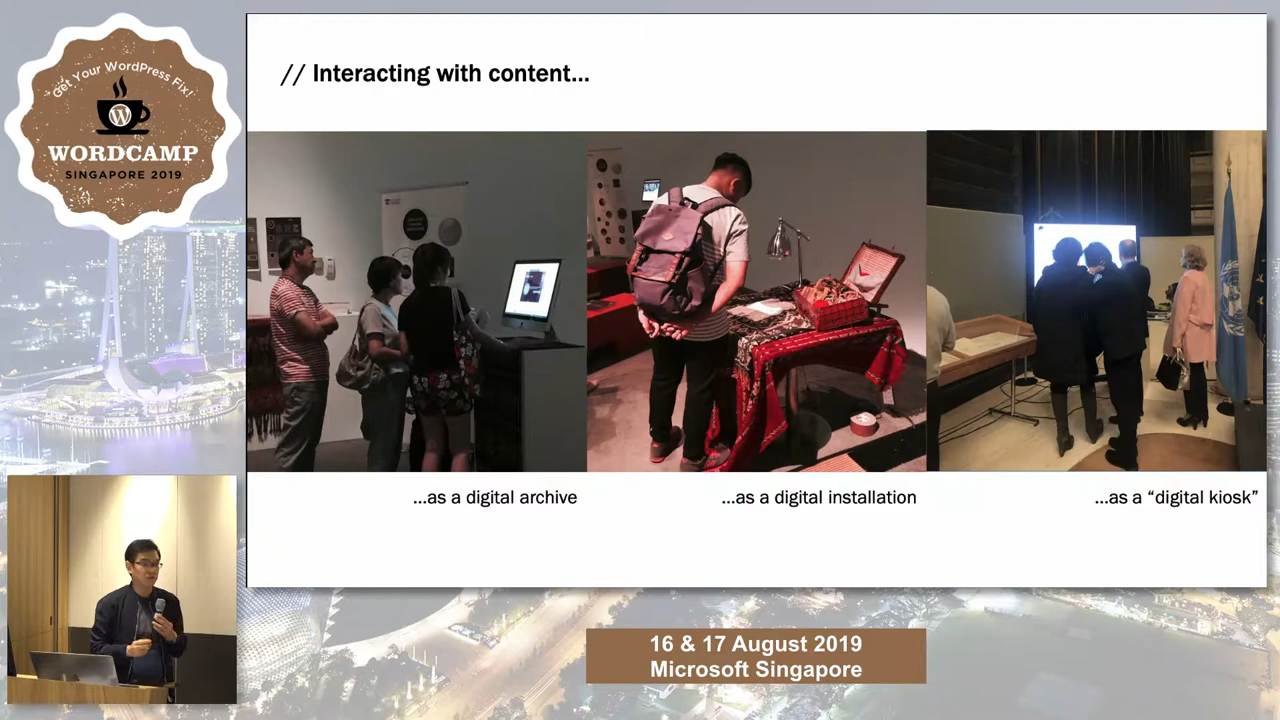 Get Your WordPress Fix!
WORDCAMP
SINGAPORE 2019
// Interacting with content...
...as a digital archive
...as a digital installation
...as a “digital kiosk”
16 & 17 August 2019
Microsoft Singapore